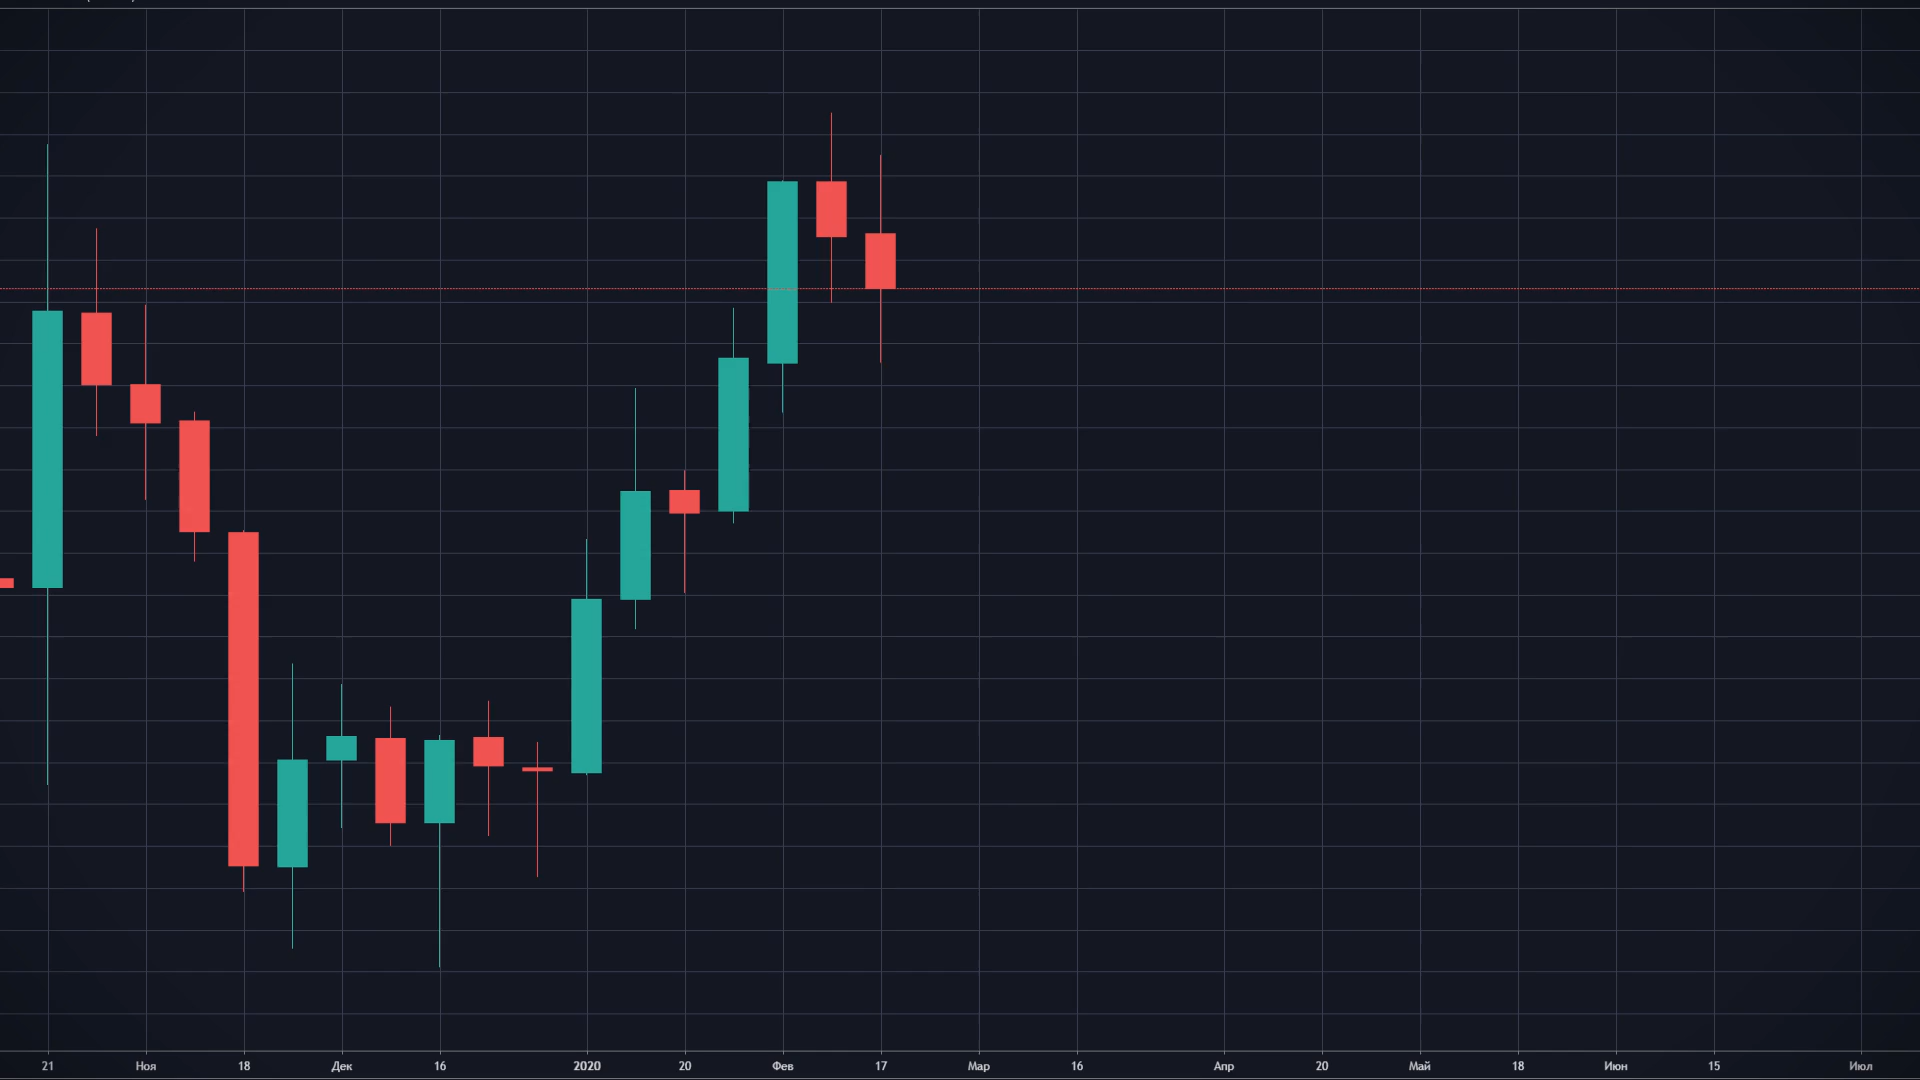 21 Ноя 18 Дек 16 2020 20 Фев 17 Мар 16 Апр 20 Май 18 Июн 15 Июл